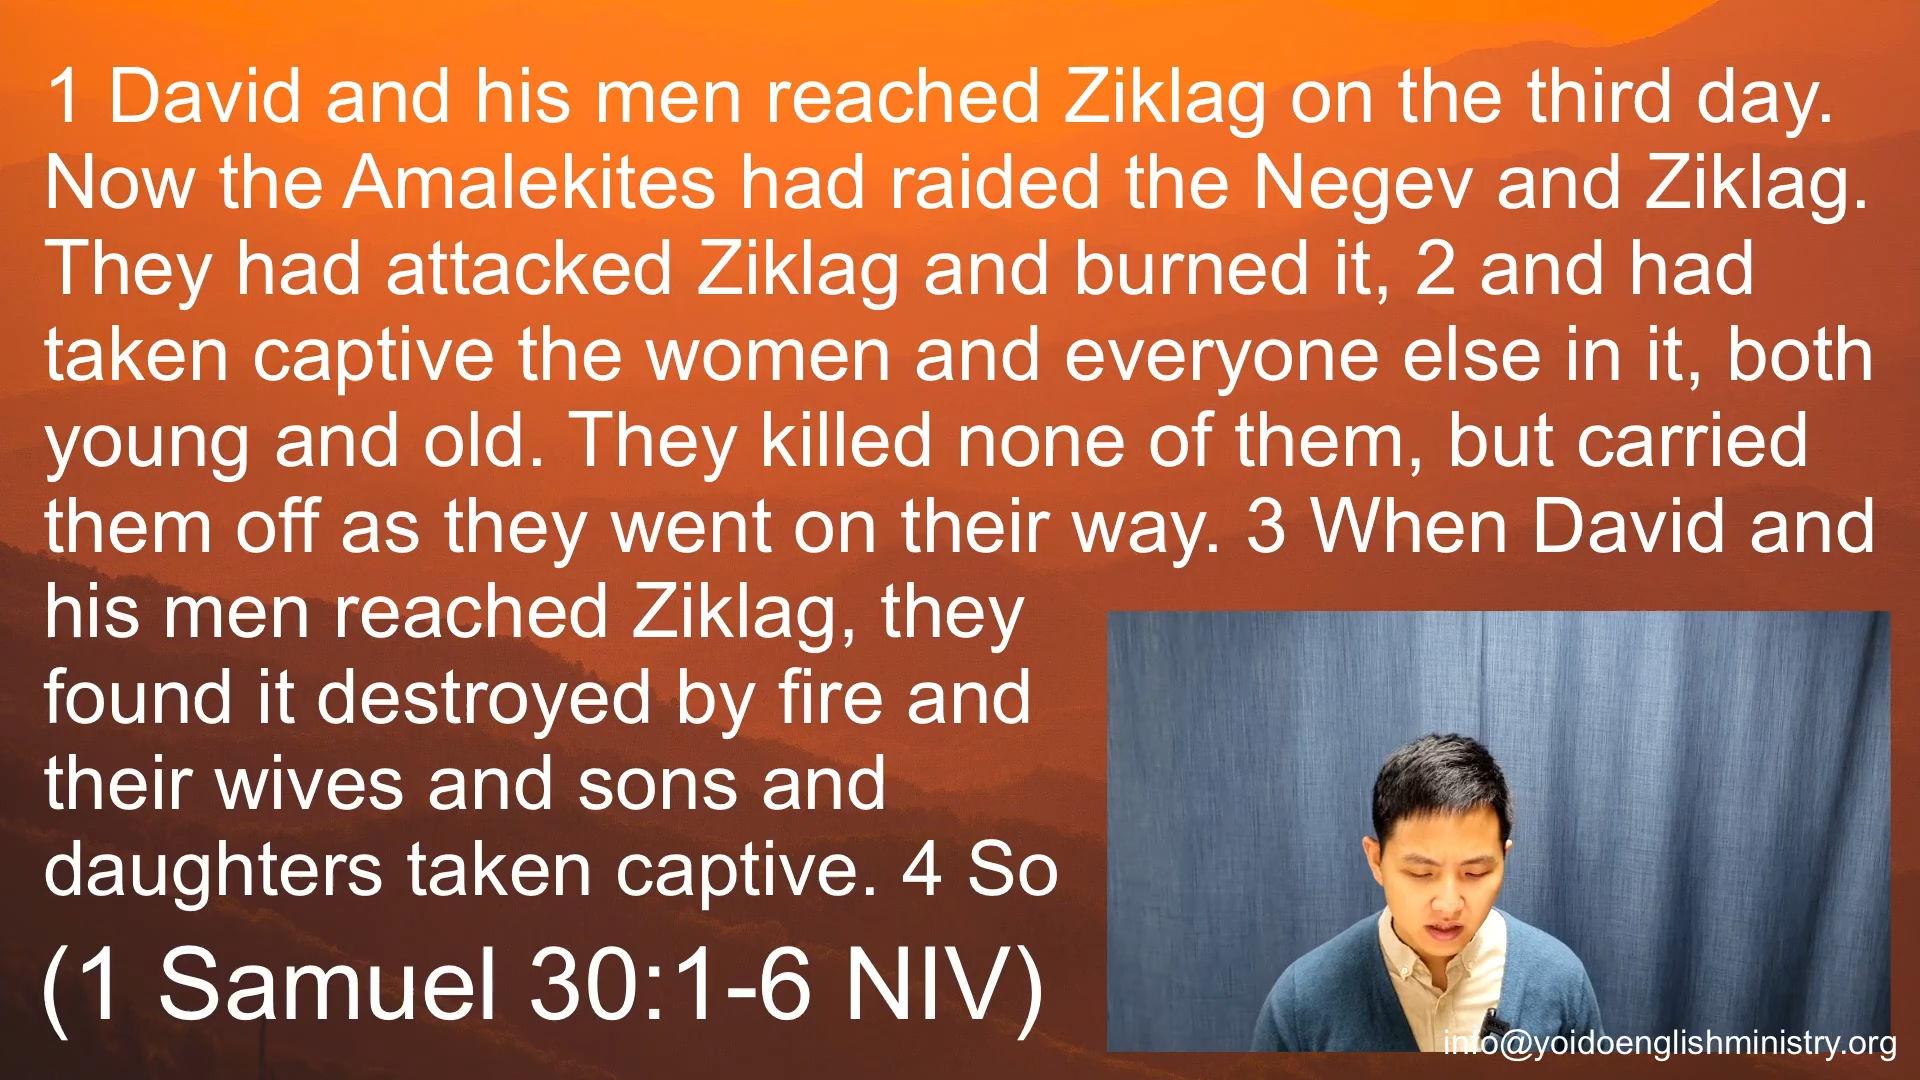 1 David and his men reached Ziklag on the third day.
Now the Amalekites had raided the Negev and Ziklag.
They had attacked Ziklag and burned it, 2 and had
taken captive the women and everyone else in it, both
young and old. They killed none of them, but carried
them off as they went on their way. 3 When David and
his men reached Ziklag, they
found it destroyed by fire and
their wives and sons and
daughters taken captive. 4 So
(1 Samuel 30:1-6 NIV)
info@yoidoenglishministry.org